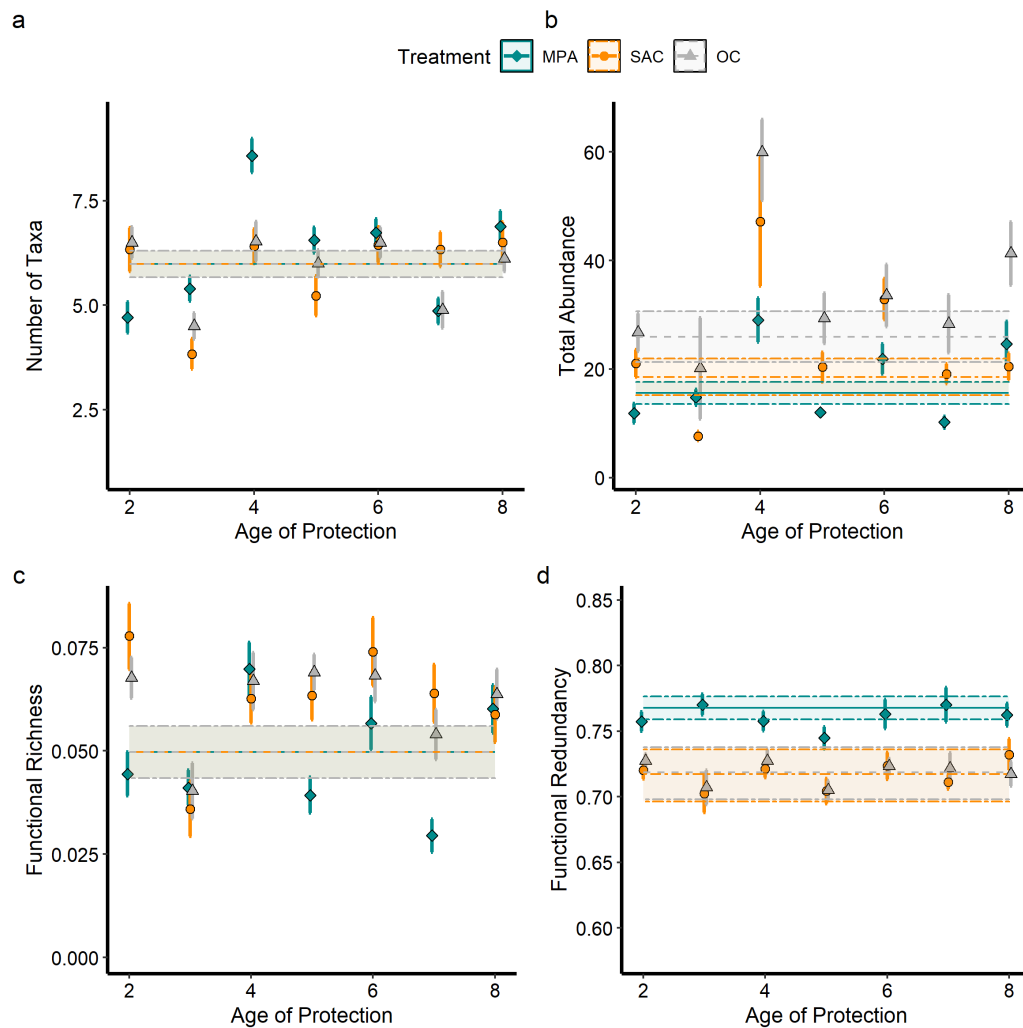 a
b
Treatment MPA SAC OC
Number of Taxa
7.5
5.0
2.5
2 4 6 8
Age of Protection
Total Abundance
60
40
20
0
2 4 6 8
Age of Protection
c
Functional Richness
0.075
0.050
0.025
0.000
2 4 6 8
Age of Protection
d
Functional Redundancy
0.85
0.80
0.75
0.70
0.65
0.60
2 4 6 8
Age of Protection